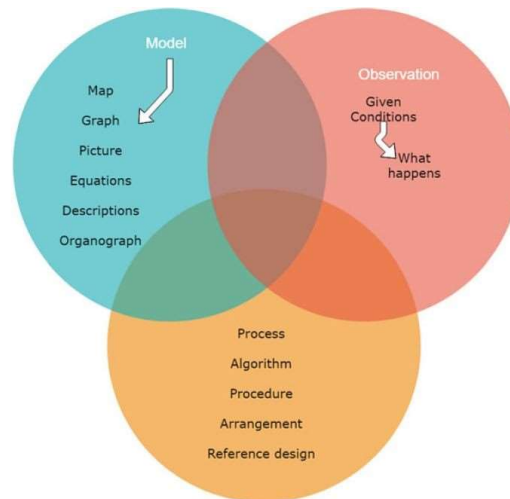 Model
Map
Graph
Picture
Equations
Descriptions
Organograph
Observation
Given
Conditions
What
happens
Process
Algorithm
Procedure
Arrangement
Reference design